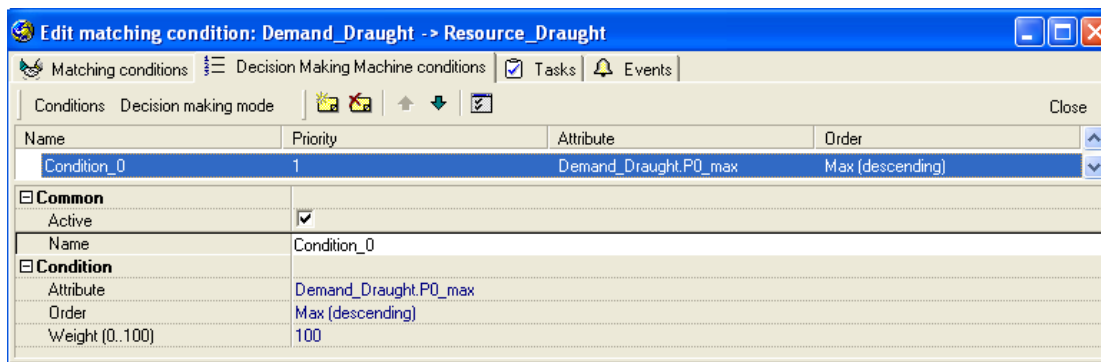 Edit matching condition: Demand_Draught -> Resource_Draught
Matching conditions Decision Making Machine conditions Tasks Events
Conditions Decision making mode Close
Name Priority Attribute Order
Condition_0 1 Demand_Draught.P0_max Max (descending)
Common
Active
Name Condition_0
Condition
Attribute Demand_Draught.P0_max
Order Max (descending)
Weight (0..100) 100